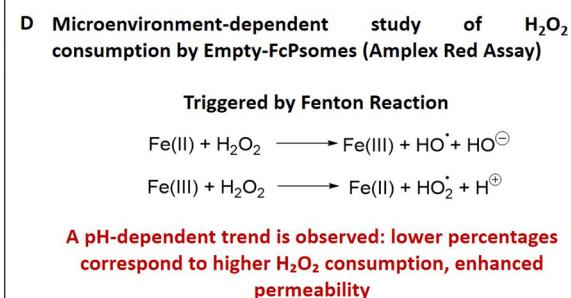 D Microenvironment-dependent study of H₂O₂
consumption by Empty-FcPsomes (Amplex Red Assay)
Triggered by Fenton Reaction
Fe(II) + H₂O₂ ⟶ Fe(III) + HO˙ + HO⊖
Fe(III) + H₂O₂ ⟶ Fe(II) + HO₂˙ + H⊕
A pH-dependent trend is observed: lower percentages
correspond to higher H₂O₂ consumption, enhanced
permeability